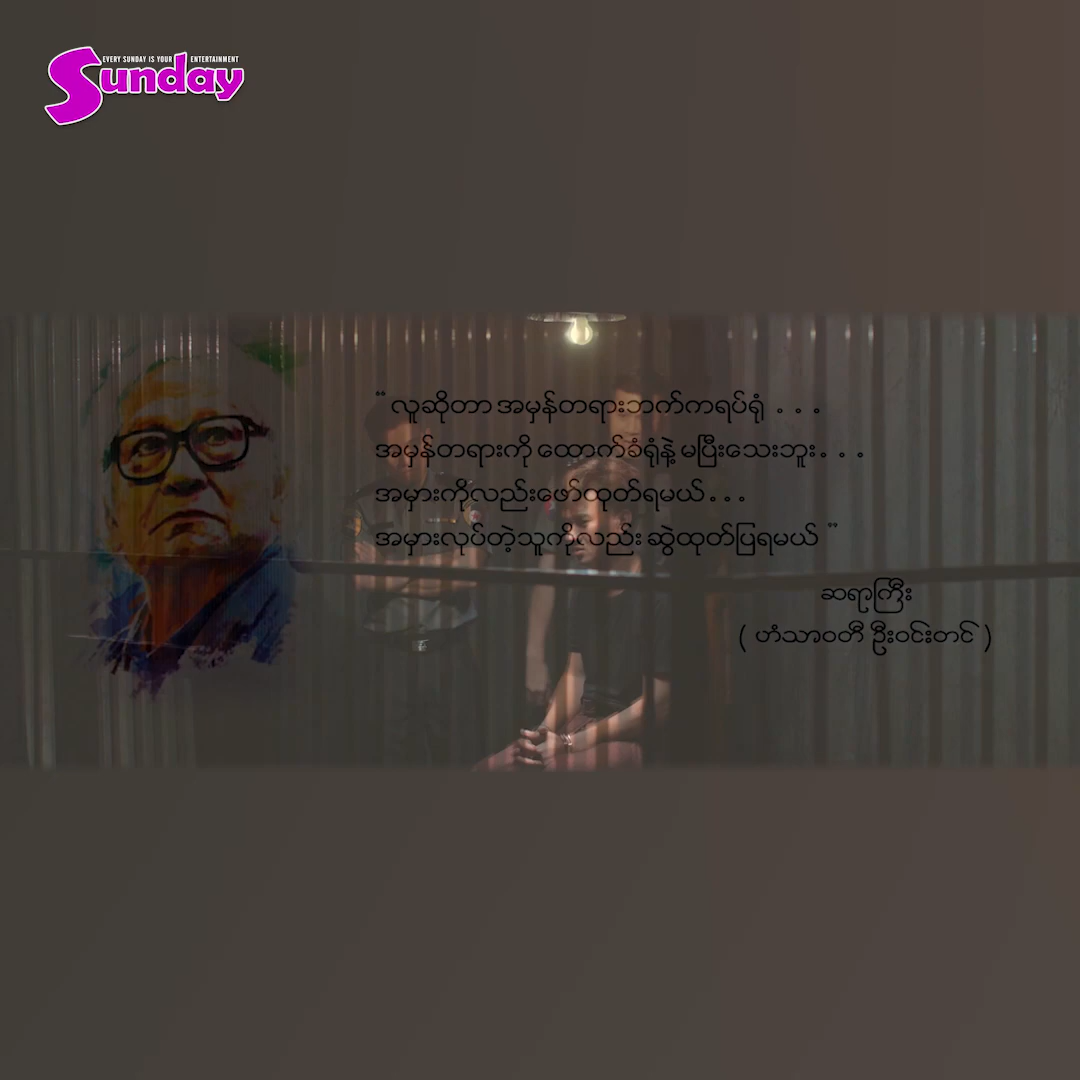 EVERY SUNDAY IS YOUR ENTERTAINMENT
Sunday
“ လူဆိုတာ အမှန်တရားဘက်ကရပ်ရုံ . . .
အမှန်တရားကို ထောက်ခံရုံနဲ့ မပြီးသေးဘူး . . .
အမှားကိုလည်းဖော်ထုတ်ရမယ် . . .
အမှားလုပ်တဲ့သူကိုလည်း ဆွဲထုတ်ပြရမယ် ”
ဆရာကြီး
( ဟံသာဝတီ ဦးဝင်းတင် )